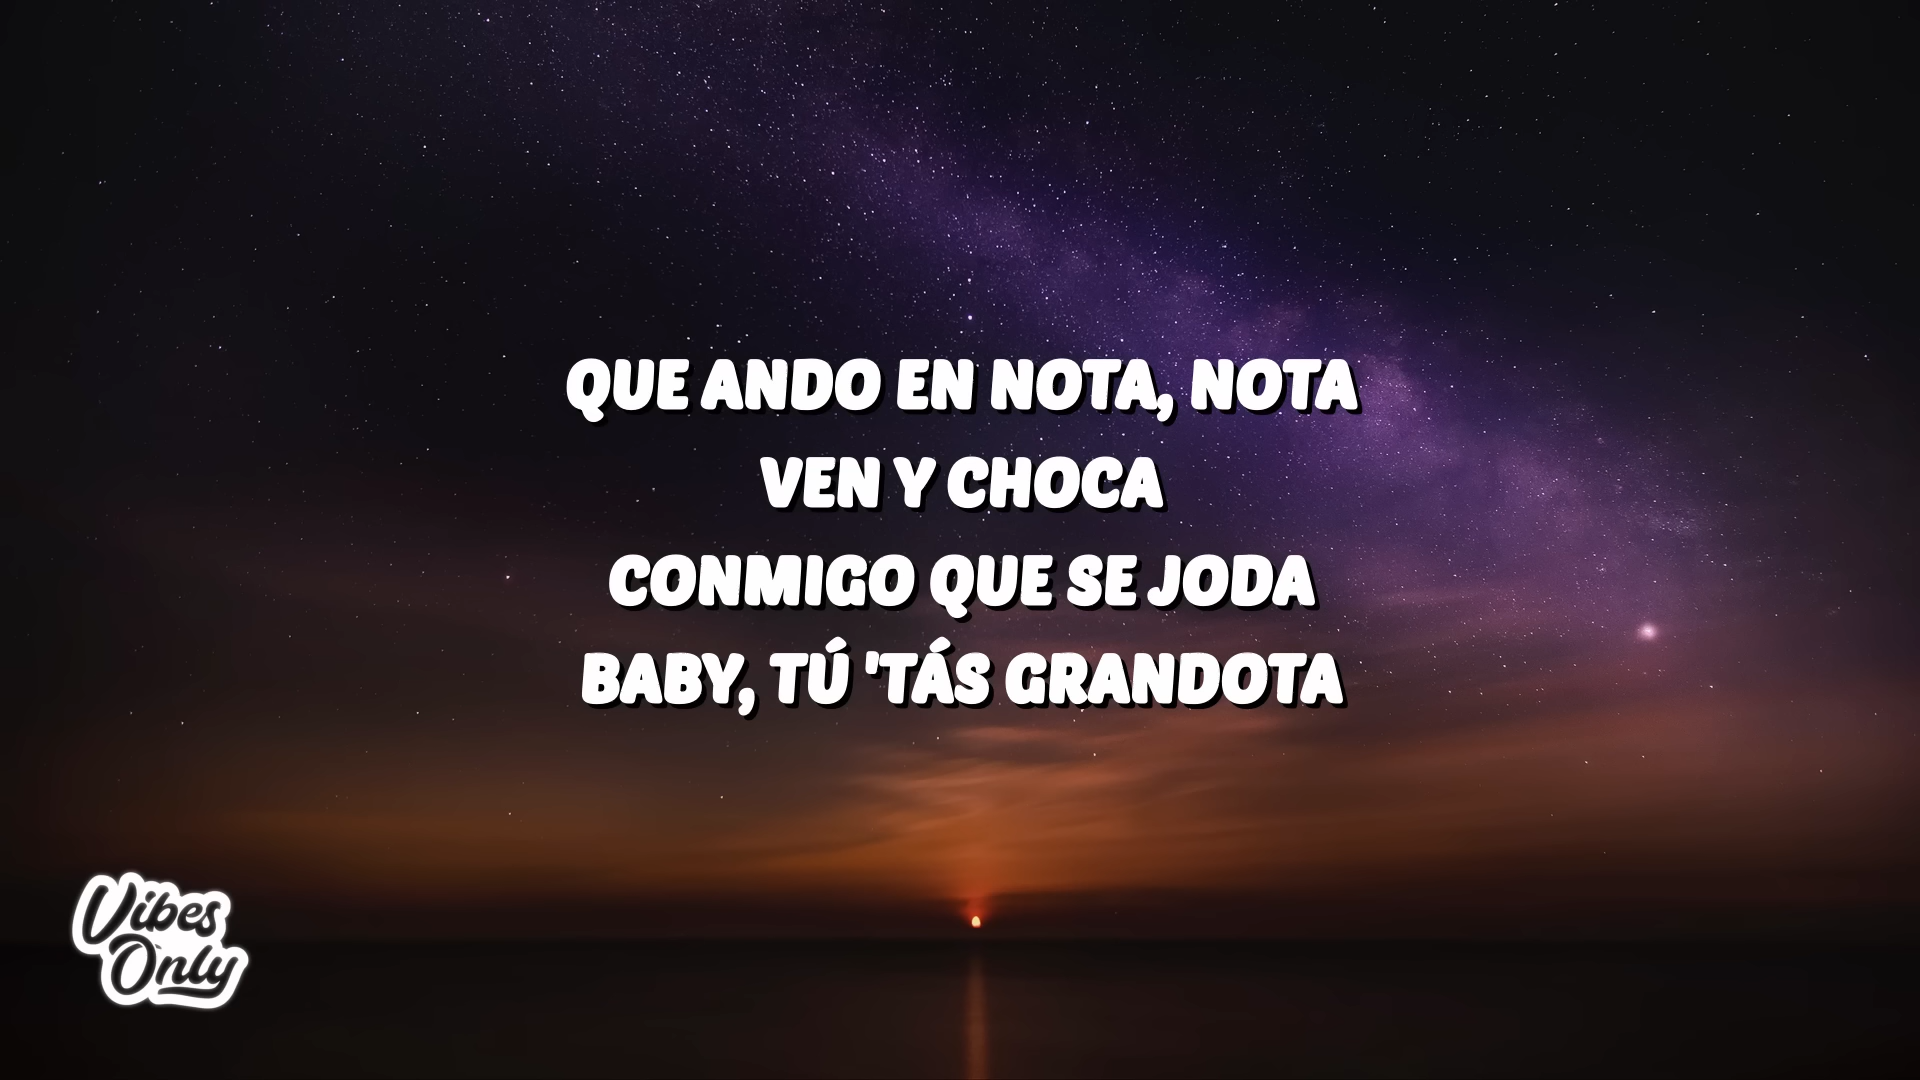 QUE ANDO EN NOTA, NOTA
VEN Y CHOCA
CONMIGO QUE SE JODA
BABY, TÚ 'TÁS GRANDOTA
Vibes
Only